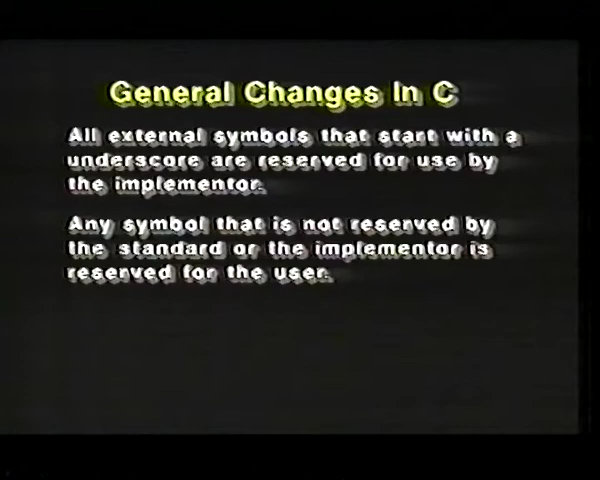 General Changes In C
All external symbols that start with a
underscore are reserved for use by
the implementor.
Any symbol that is not reserved by
the standard or the implementor is
reserved for the user.